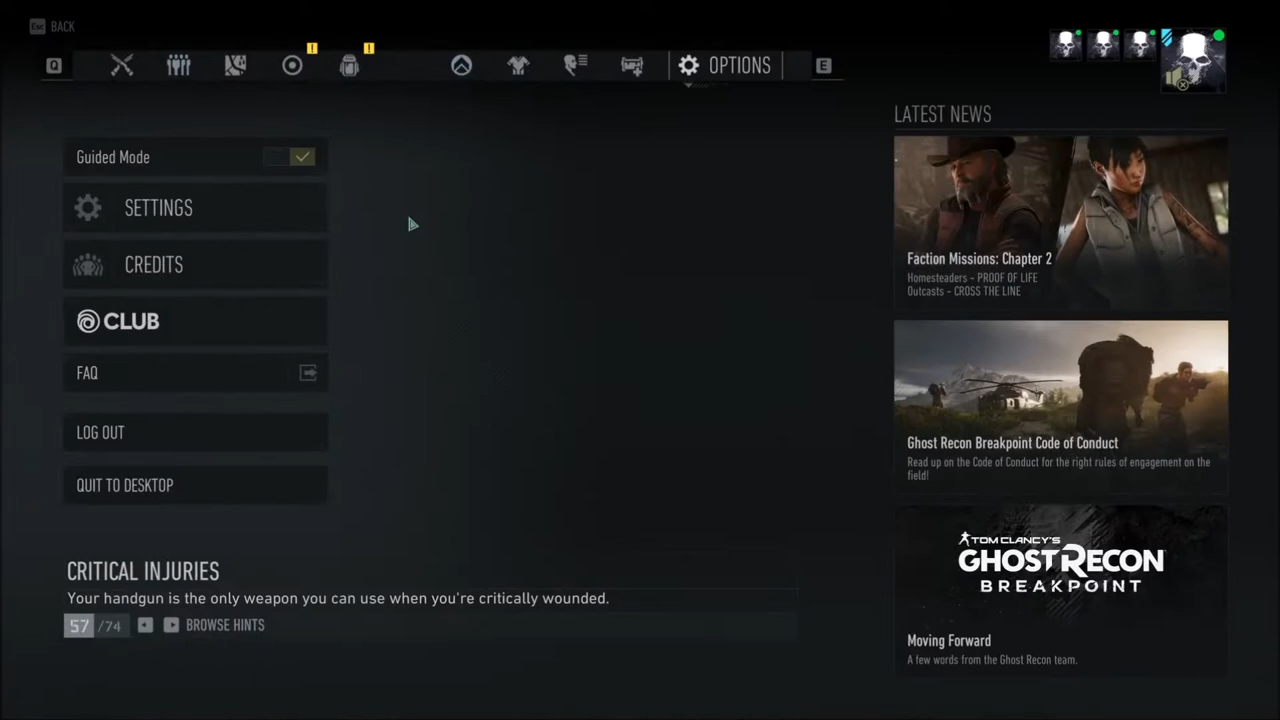 Esc BACK
Q
OPTIONS
E
Guided Mode
SETTINGS
CREDITS
CLUB
FAQ
LOG OUT
QUIT TO DESKTOP
CRITICAL INJURIES
Your handgun is the only weapon you can use when you're critically wounded.
57 /74 BROWSE HINTS
LATEST NEWS
Faction Missions: Chapter 2
Homesteaders - PROOF OF LIFE
Outcasts - CROSS THE LINE
Ghost Recon Breakpoint Code of Conduct
Read up on the Code of Conduct for the right rules of engagement on the
field!
TOM CLANCY'S
GHOST RECON
BREAKPOINT
Moving Forward
A few words from the Ghost Recon team.